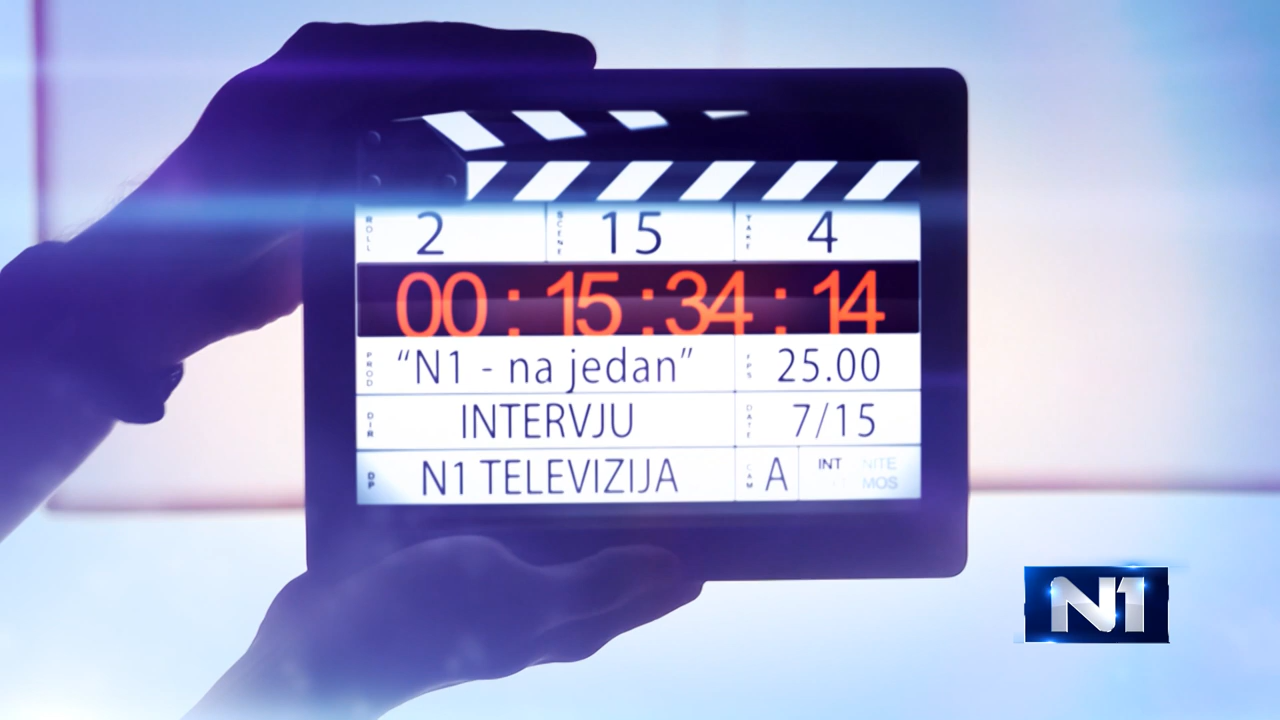 ROLL 2 SCENE 15 TAKE 4
00:15:34:14
PROD “N1 - na jedan” FPS 25.00
DIR INTERVJU DATE 7/15
DP N1 TELEVIZIJA CAM A INT NITE
MOS
N1